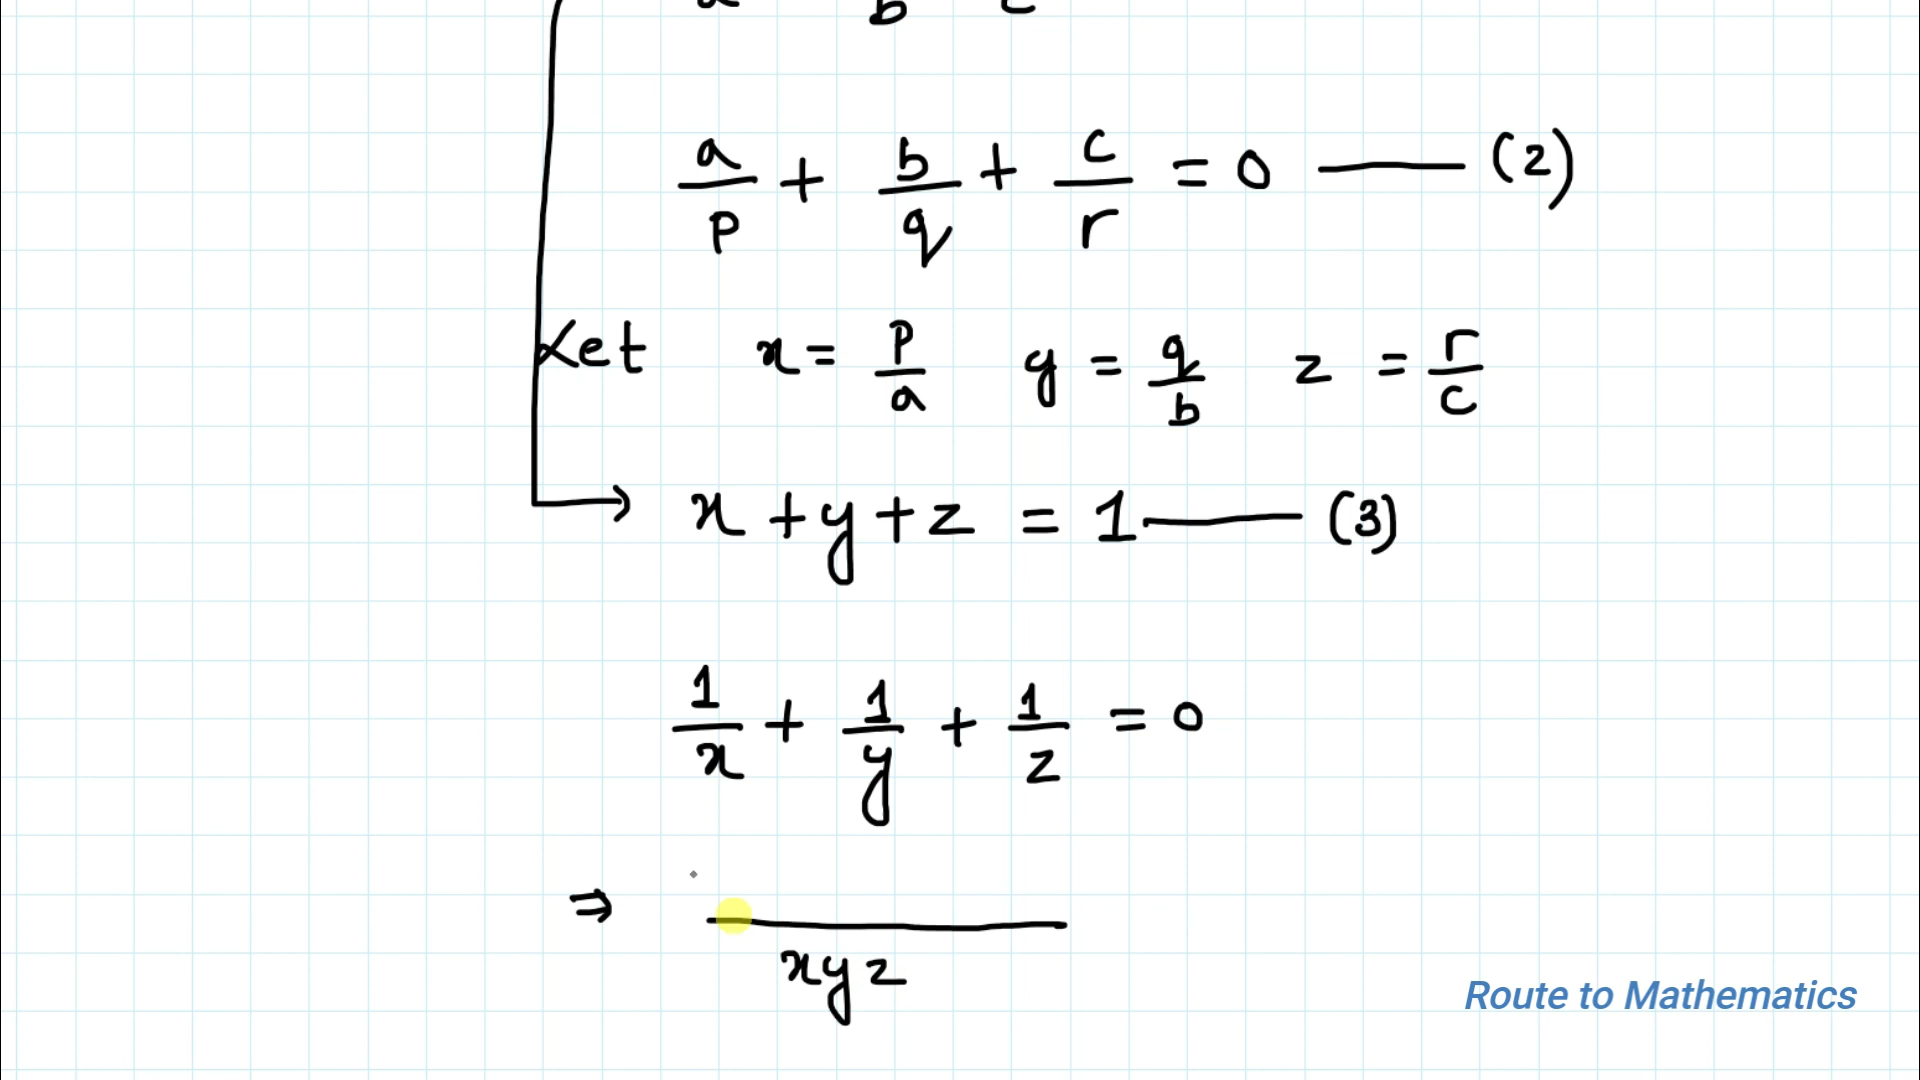 a b c
a/p + b/q + c/r = 0 — (2)
Let x = p/a y = q/b z = r/c
→ x + y + z = 1 — (3)
1/x + 1/y + 1/z = 0
⇒ /xyz
Route to Mathematics